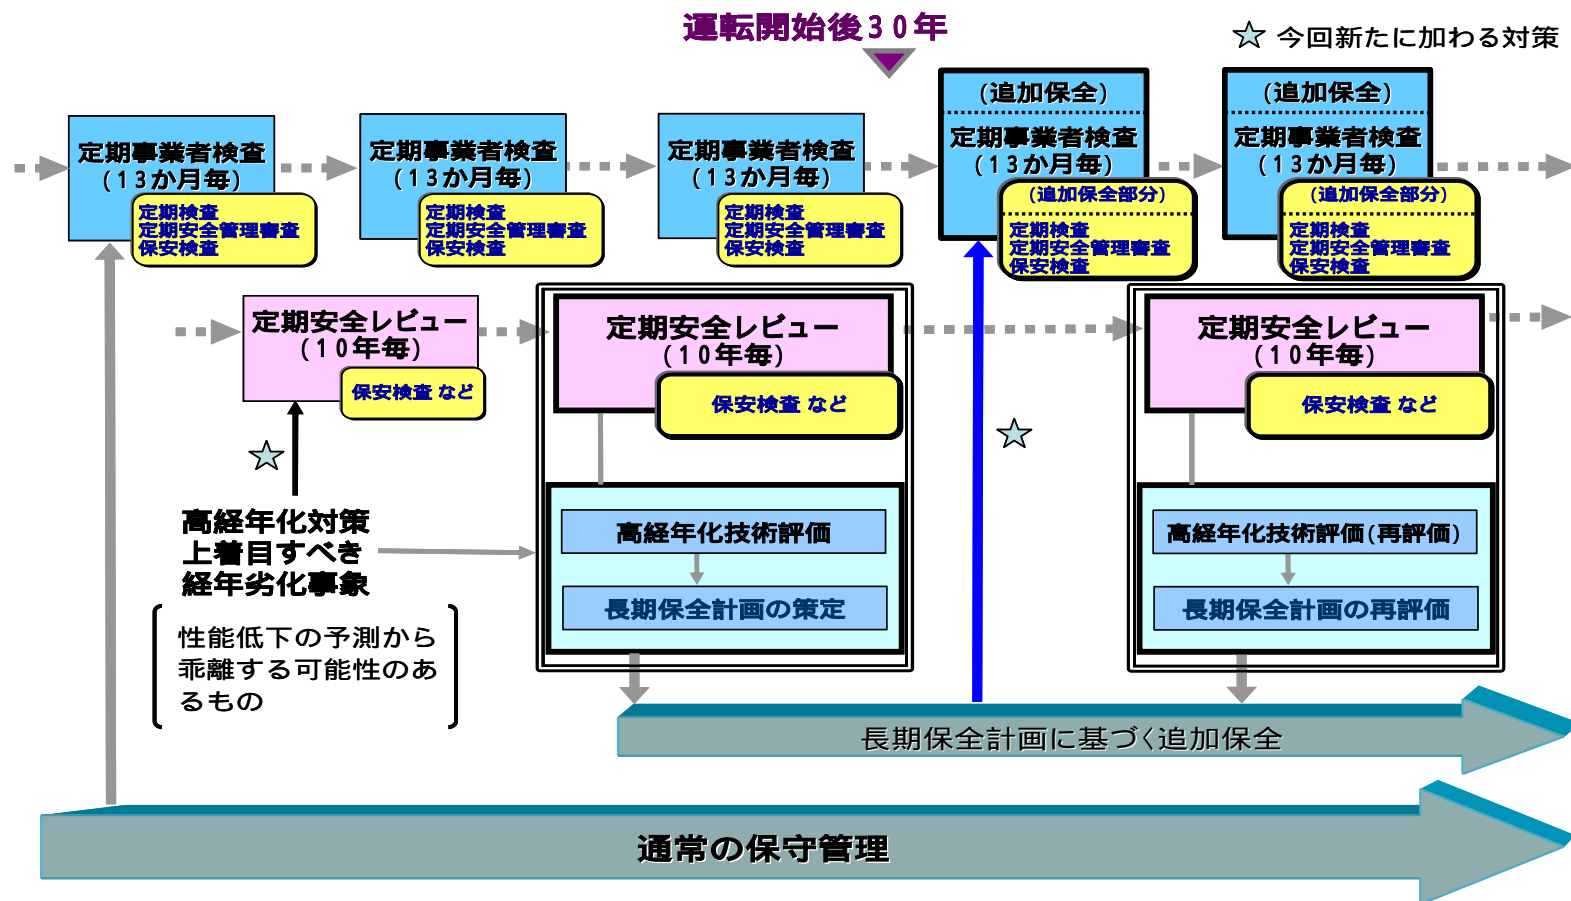 運転開始後30年
今回新たに加わる対策
定期事業者検査
(13か月毎)
定期検査
定期安全管理審査
保安検査
定期事業者検査
(13か月毎)
定期検査
定期安全管理審査
保安検査
定期事業者検査
(13か月毎)
定期検査
定期安全管理審査
保安検査
(追加保全)
定期事業者検査
(13か月毎)
(追加保全部分)
定期検査
定期安全管理審査
保安検査
(追加保全)
定期事業者検査
(13か月毎)
(追加保全部分)
定期検査
定期安全管理審査
保安検査
定期安全レビュー
(10年毎)
保安検査 など
定期安全レビュー
(10年毎)
保安検査 など
定期安全レビュー
(10年毎)
保安検査 など
高経年化対策
上着目すべき
経年劣化事象
性能低下の予測から
乖離する可能性のあ
るもの
高経年化技術評価
長期保全計画の策定
高経年化技術評価(再評価)
長期保全計画の再評価
長期保全計画に基づく追加保全
通常の保守管理